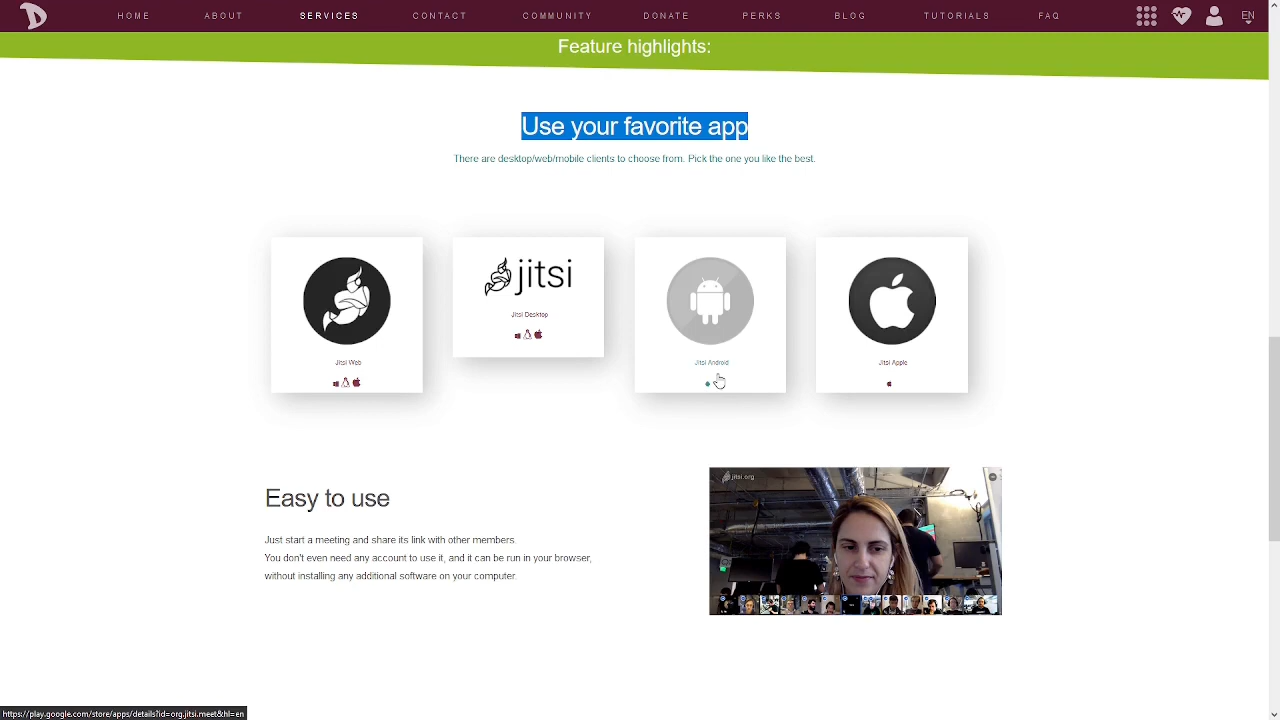 HOME ABOUT SERVICES CONTACT COMMUNITY DONATE PERKS BLOG TUTORIALS FAQ EN
Feature highlights:
Use your favorite app
There are desktop/web/mobile clients to choose from. Pick the one you like the best.
jitsi
Jitsi Desktop
Jitsi Web
Jitsi Android
Jitsi Apple
jitsi.org
Easy to use
Just start a meeting and share its link with other members.
You don't even need any account to use it, and it can be run in your browser,
without installing any additional software on your computer.
https://play.google.com/store/apps/details?id=org.jitsi.meet&hl=en